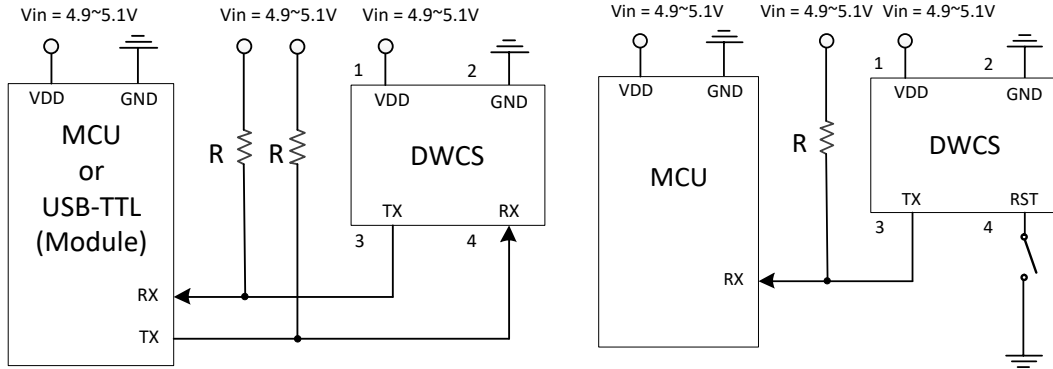 Vin = 4.9~5.1V
Vin = 4.9~5.1V
Vin = 4.9~5.1V
1
2
VDD
GND
VDD
GND
MCU
or
USB-TTL
(Module)
R
R
DWCS
TX
RX
3
4
RX
TX
Vin = 4.9~5.1V
Vin = 4.9~5.1V
Vin = 4.9~5.1V
1
2
VDD
GND
VDD
GND
MCU
R
DWCS
TX
RST
3
4
RX